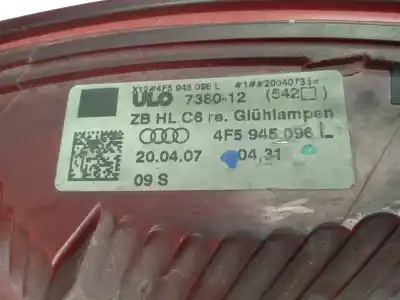 X12#4F5 945 096 L #1##20040731=
ULO 7380-12 (542□)
ZB HL C6 re. Glühlampen
4F5 945 096 L
20.04.07 04,31
09 S